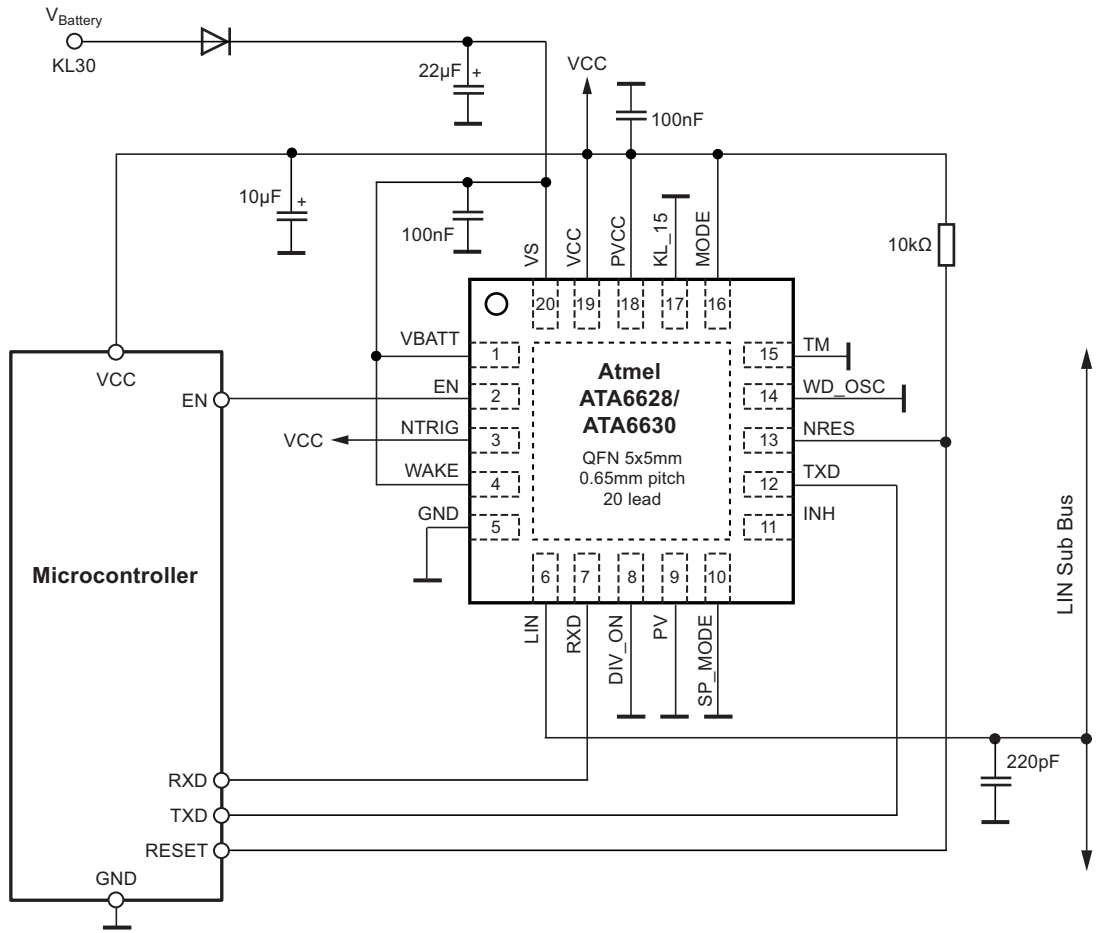 VBattery
KL30
22µF +
VCC
100nF
10µF +
100nF
VS
VCC
PVCC
KL_15
MODE
10kΩ
20
19
18
17
16
VBATT
1
EN
2
NTRIG
3
WAKE
4
GND
5
VCC
Atmel
ATA6628/
ATA6630
QFN 5x5mm
0.65mm pitch
20 lead
15
TM
14
WD_OSC
13
NRES
12
TXD
11
INH
6
7
8
9
10
LIN
RXD
DIV_ON
PV
SP_MODE
VCC
EN
Microcontroller
RXD
TXD
RESET
GND
220pF
LIN Sub Bus